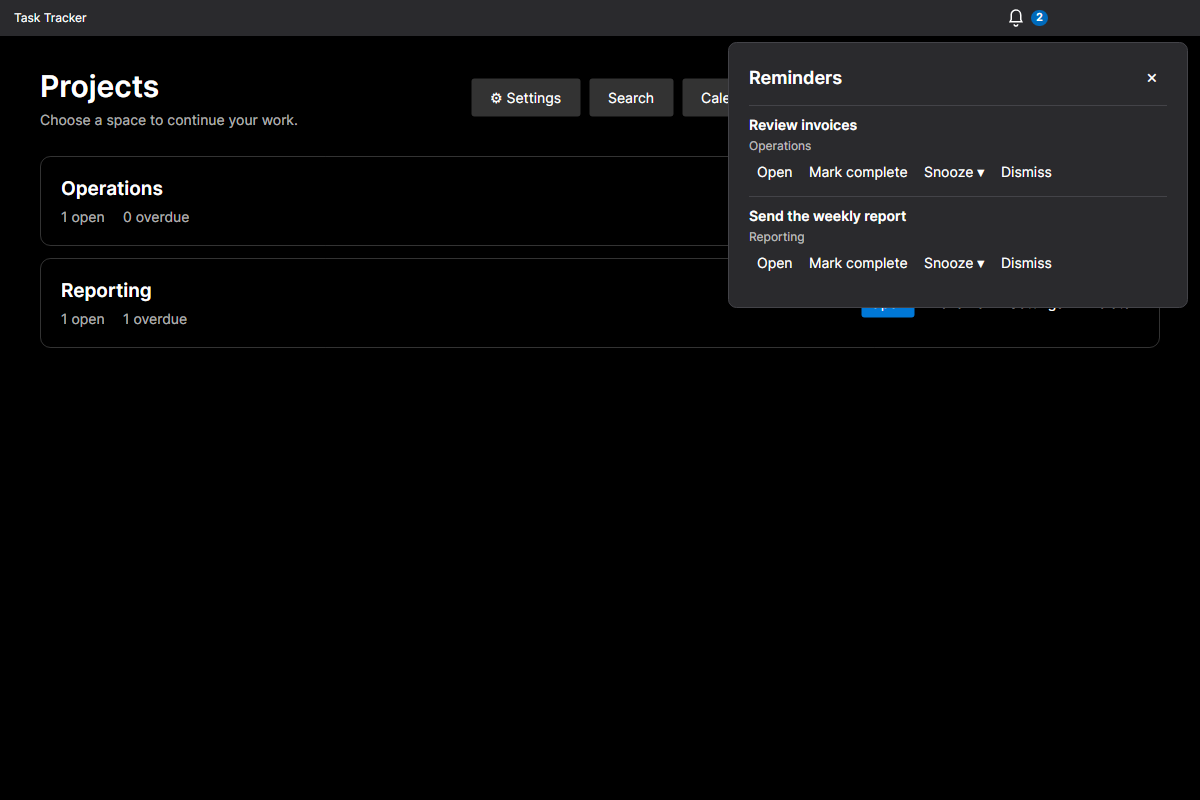 Task Tracker
2
Projects
Choose a space to continue your work.
⚙ Settings
Search
Reminders
×
Review invoices
Operations
Open Mark complete Snooze ▾ Dismiss
Send the weekly report
Reporting
Open Mark complete Snooze ▾ Dismiss
Operations
1 open 0 overdue
Reporting
1 open 1 overdue